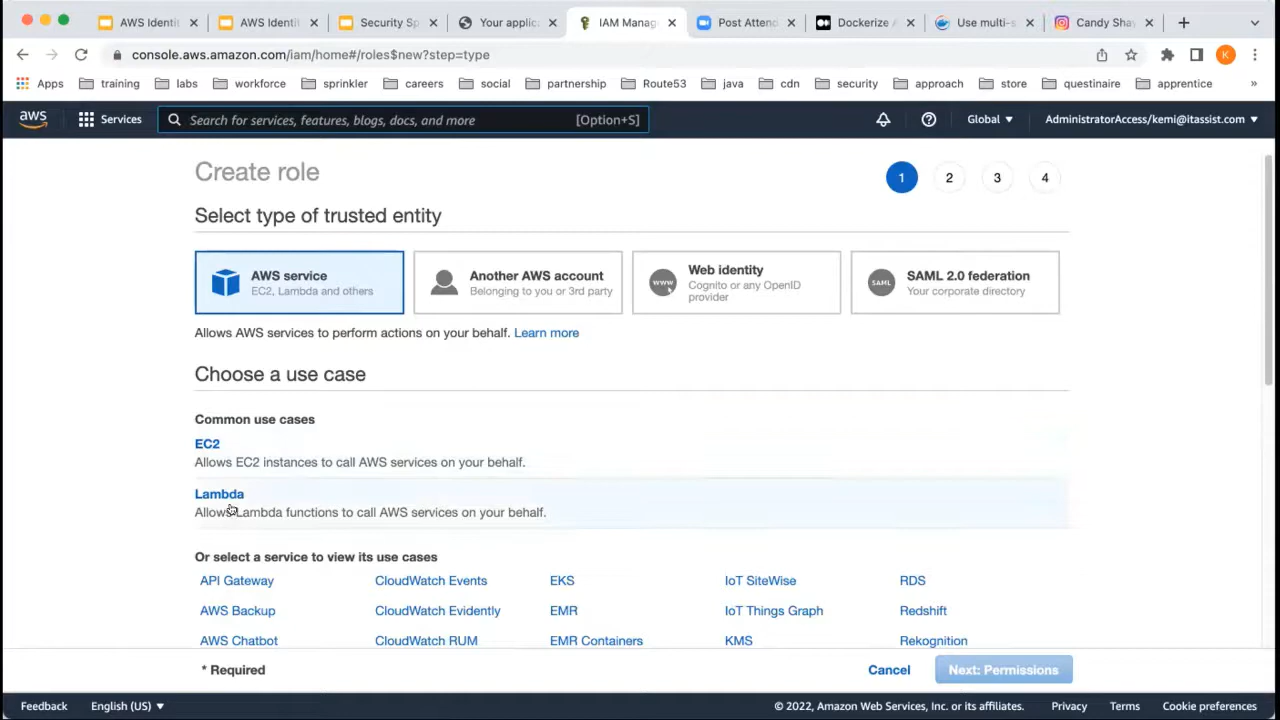 AWS Identi
AWS Identi
Security Sp
Your applic
IAM Manag
Post Attend
Dockerize A
Use multi-s
Candy Shay
console.aws.amazon.com/iam/home#/roles$new?step=type
K
Apps training labs workforce sprinkler careers social partnership Route53 java cdn security approach store questinaire apprentice »
aws Services Search for services, features, blogs, docs, and more [Option+S] Global AdministratorAccess/kemi@itassist.com
Create role
1 2 3 4
Select type of trusted entity
AWS service
EC2, Lambda and others
Another AWS account
Belonging to you or 3rd party
www
Web identity
Cognito or any OpenID
provider
SAML
SAML 2.0 federation
Your corporate directory
Allows AWS services to perform actions on your behalf. Learn more
Choose a use case
Common use cases
EC2
Allows EC2 instances to call AWS services on your behalf.
Lambda
Allows Lambda functions to call AWS services on your behalf.
Or select a service to view its use cases
API Gateway CloudWatch Events EKS IoT SiteWise RDS
AWS Backup CloudWatch Evidently EMR IoT Things Graph Redshift
AWS Chatbot CloudWatch RUM EMR Containers KMS Rekognition
* Required Cancel Next: Permissions
Feedback English (US) © 2022, Amazon Web Services, Inc. or its affiliates. Privacy Terms Cookie preferences